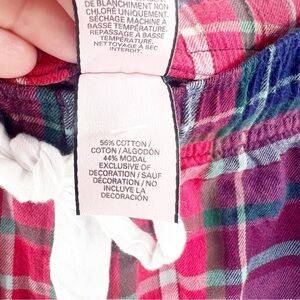 DE BLANCHIMENT NON
CHLORÉ UNIQUEMENT.
SÉCHAGE MACHINE À
BASSE TEMPÉRATURE.
REPASSAGE À BASSE
TEMPÉRATURE.
NETTOYAGE À SEC
INTERDIT.
55% COTTON /
COTON / ALGODÓN
44% MODAL
EXCLUSIVE OF
DECORATION / SAUF
DÉCORATION / NO
INCLUYE LA
DECORACIÓN